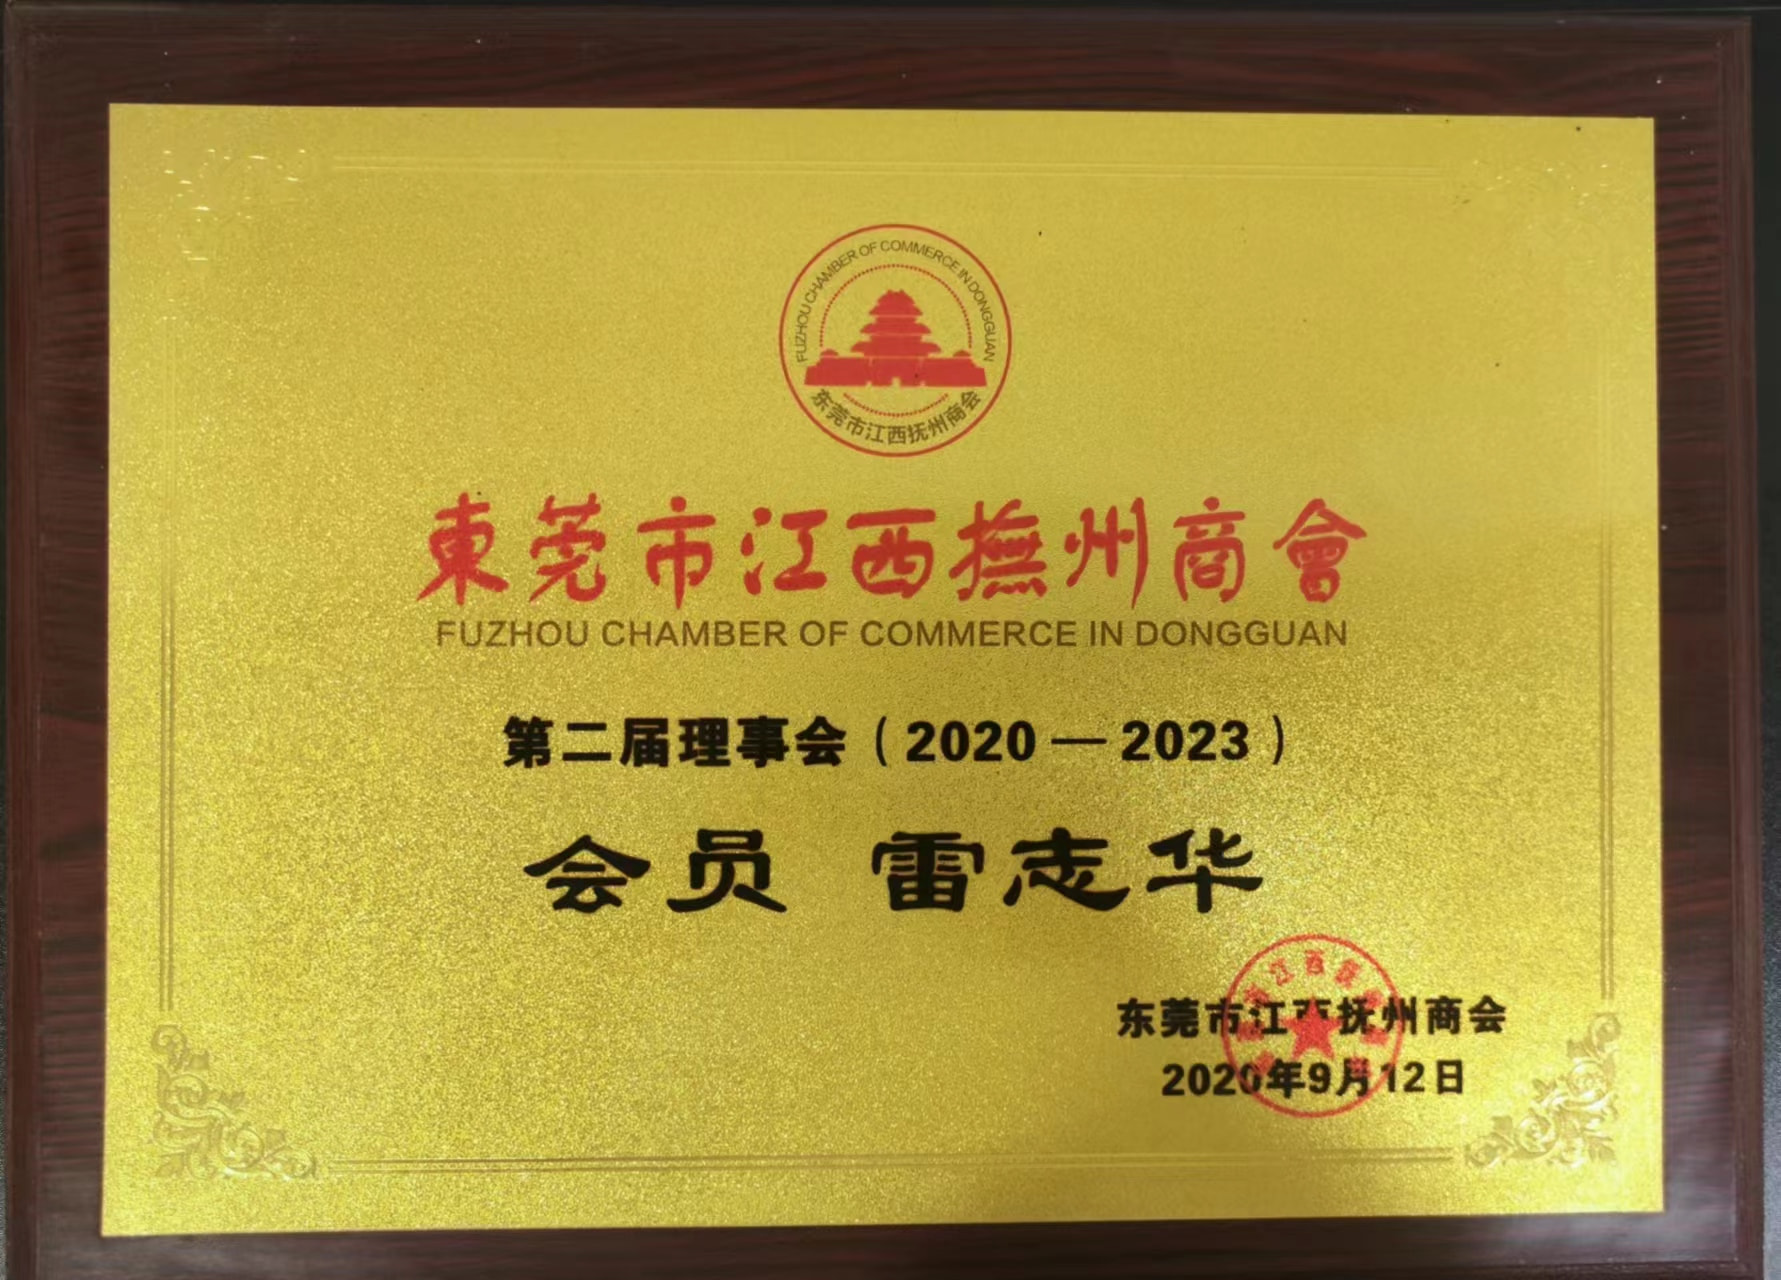 FUZHOU CHAMBER OF COMMERCE IN DONGGUAN
东莞市江西抚州商会
東莞市江西撫州商會
FUZHOU CHAMBER OF COMMERCE IN DONGGUAN
第二届理事会（2020—2023）
会员 雷志华
东莞市江西抚州商会
2020年9月12日